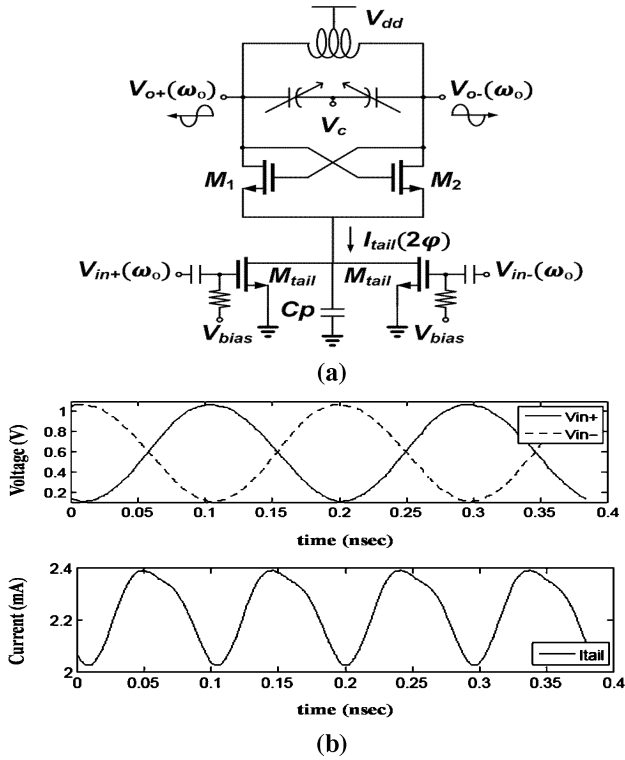 Vdd
Vo+(ωo)
Vo-(ωo)
Vc
M1
M2
Itail(2φ)
Vin+(ωo)
Mtail
Mtail
Vin-(ωo)
Cp
Vbias
Vbias
(a)
Voltage (V)
1
0.8
0.6
0.4
0.2
Vin+
Vin−
0
0.05
0.1
0.15
0.2
0.25
0.3
0.35
0.4
time (nsec)
Current (mA)
2.4
2.2
2
Itail
0
0.05
0.1
0.15
0.2
0.25
0.3
0.35
0.4
time (nsec)
(b)